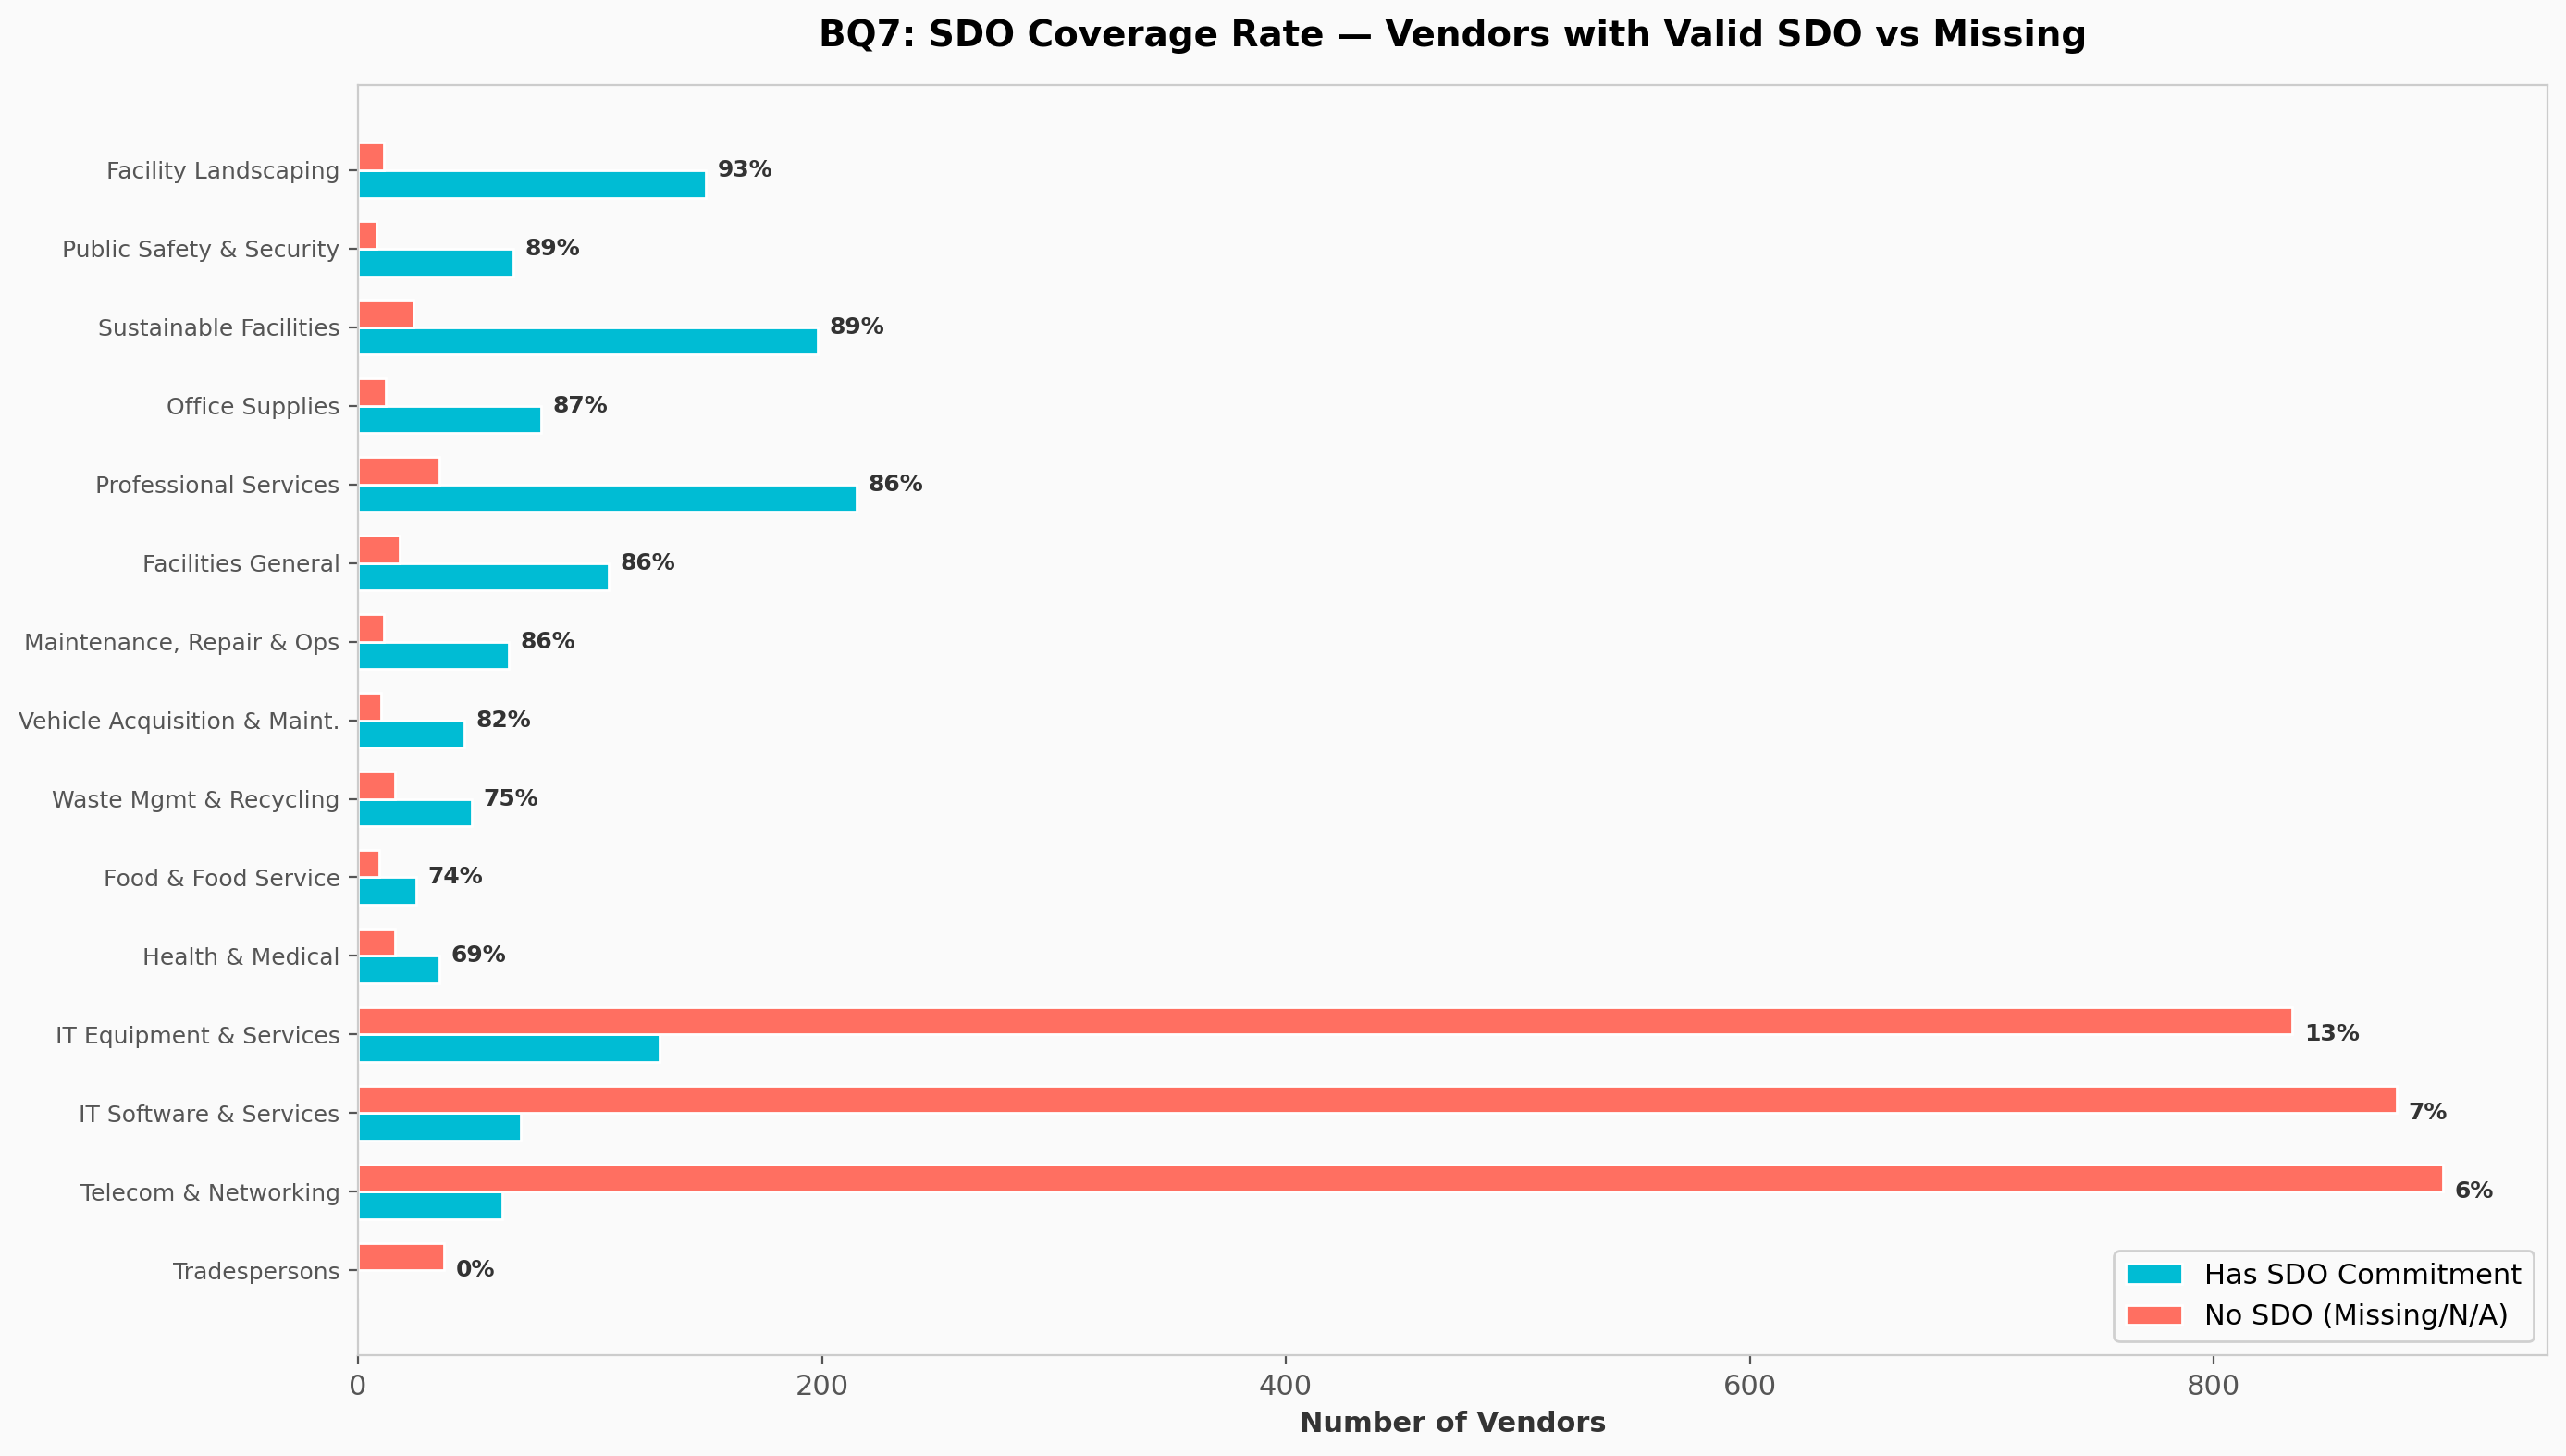 BQ7: SDO Coverage Rate — Vendors with Valid SDO vs Missing
Facility Landscaping
93%
Public Safety & Security
89%
Sustainable Facilities
89%
Office Supplies
87%
Professional Services
86%
Facilities General
86%
Maintenance, Repair & Ops
86%
Vehicle Acquisition & Maint.
82%
Waste Mgmt & Recycling
75%
Food & Food Service
74%
Health & Medical
69%
IT Equipment & Services
13%
IT Software & Services
7%
Telecom & Networking
6%
Tradespersons
0%
Has SDO Commitment
No SDO (Missing/N/A)
0 200 400 600 800
Number of Vendors